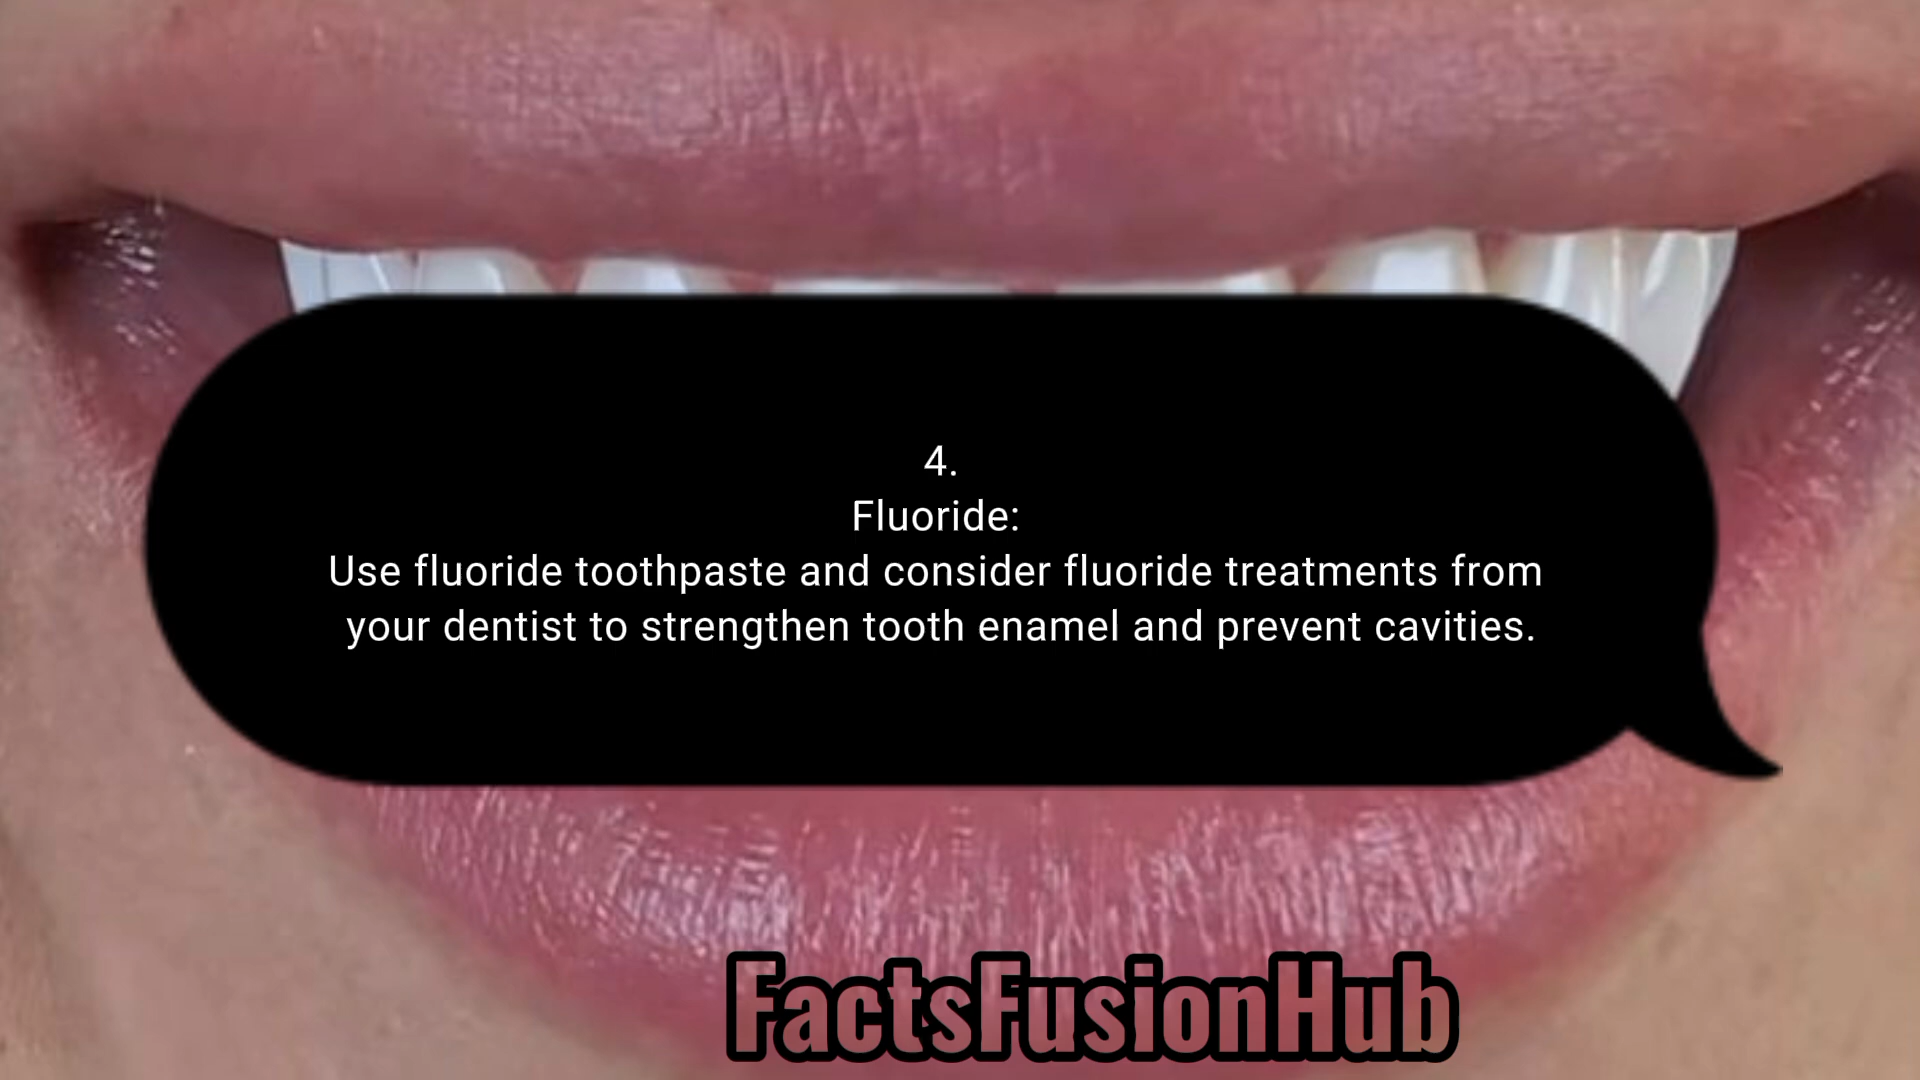 4.
Fluoride:
Use fluoride toothpaste and consider fluoride treatments from
your dentist to strengthen tooth enamel and prevent cavities.
FactsFusionHub